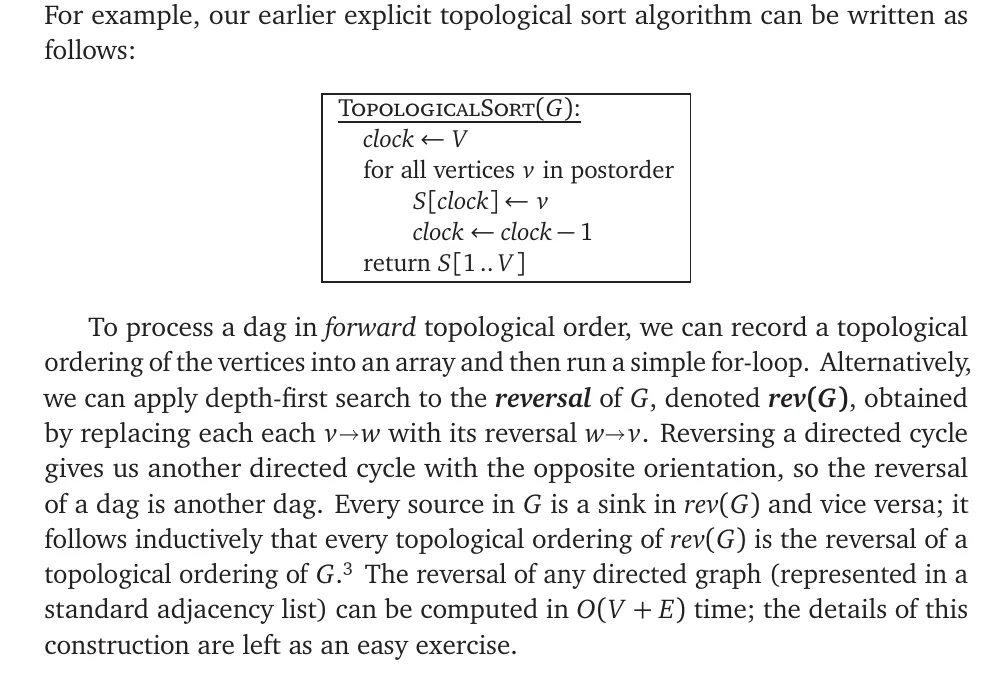 For example, our earlier explicit topological sort algorithm can be written as
follows:
TOPOLOGICALSORT(G):
clock ← V
for all vertices v in postorder
S[clock] ← v
clock ← clock − 1
return S[1 .. V]
To process a dag in forward topological order, we can record a topological
ordering of the vertices into an array and then run a simple for-loop. Alternatively,
we can apply depth-first search to the reversal of G, denoted rev(G), obtained
by replacing each each v→w with its reversal w→v. Reversing a directed cycle
gives us another directed cycle with the opposite orientation, so the reversal
of a dag is another dag. Every source in G is a sink in rev(G) and vice versa; it
follows inductively that every topological ordering of rev(G) is the reversal of a
topological ordering of G.³ The reversal of any directed graph (represented in a
standard adjacency list) can be computed in O(V + E) time; the details of this
construction are left as an easy exercise.